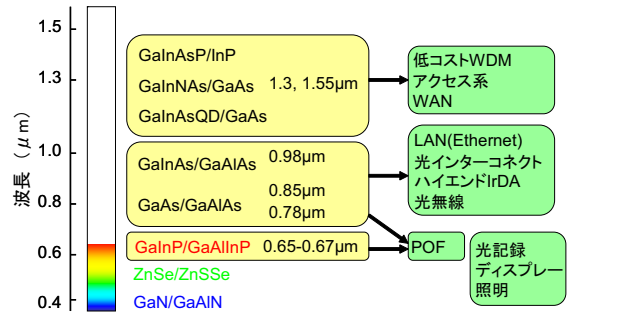 波長（μm）
1.5
1.3
1.0
0.8
0.6
0.4
GaInAsP/InP
GaInNAs/GaAs 1.3, 1.55μm
GaInAsQD/GaAs
GaInAs/GaAlAs 0.98μm
GaAs/GaAlAs 0.85μm
0.78μm
GaInP/GaAlInP 0.65-0.67μm
ZnSe/ZnSSe
GaN/GaAlN
低コストWDM
アクセス系
WAN
LAN(Ethernet)
光インターコネクト
ハイエンドIrDA
光無線
POF
光記録
ディスプレー
照明